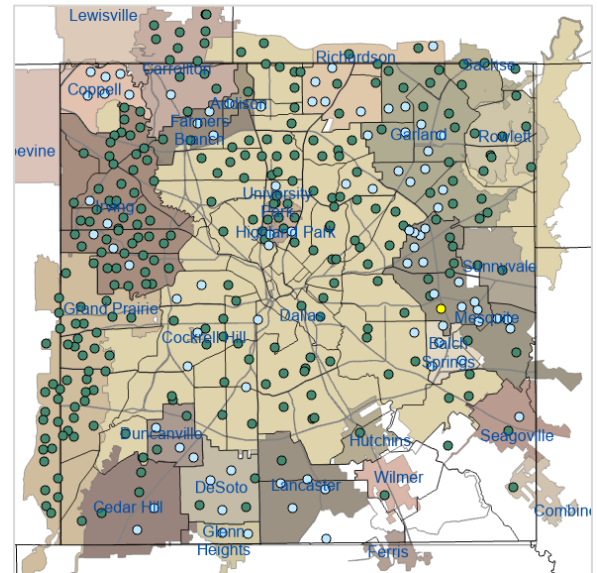 Lewisville
Richardson
Sachse
Carrollton
Coppell
Addison
Farmers
Branch
Garland
Rowlett
evine
University
Park
Irving
Highland Park
Sunnyvale
Grand Prairie
Dallas
Mesquite
Cockrell Hill
Balch
Springs
Duncanville
Hutchins
Seagoville
DeSoto
Lancaster
Wilmer
Cedar Hill
Combine
Glenn
Heights
Ferris